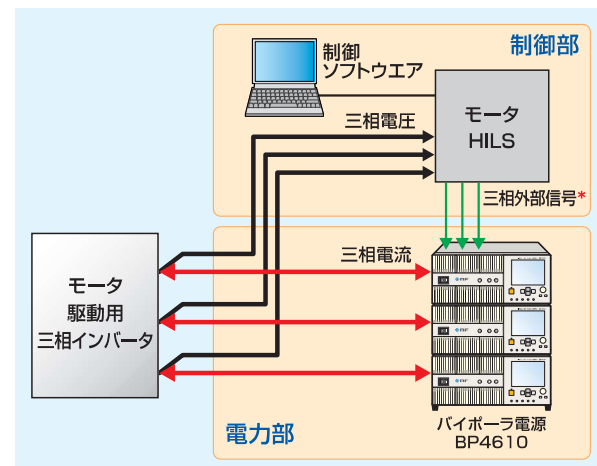 制御部
制御
ソフトウエア
モータ
HILS
三相電圧
三相外部信号*
三相電流
モータ
駆動用
三相インバータ
電力部
バイポーラ電源
BP4610